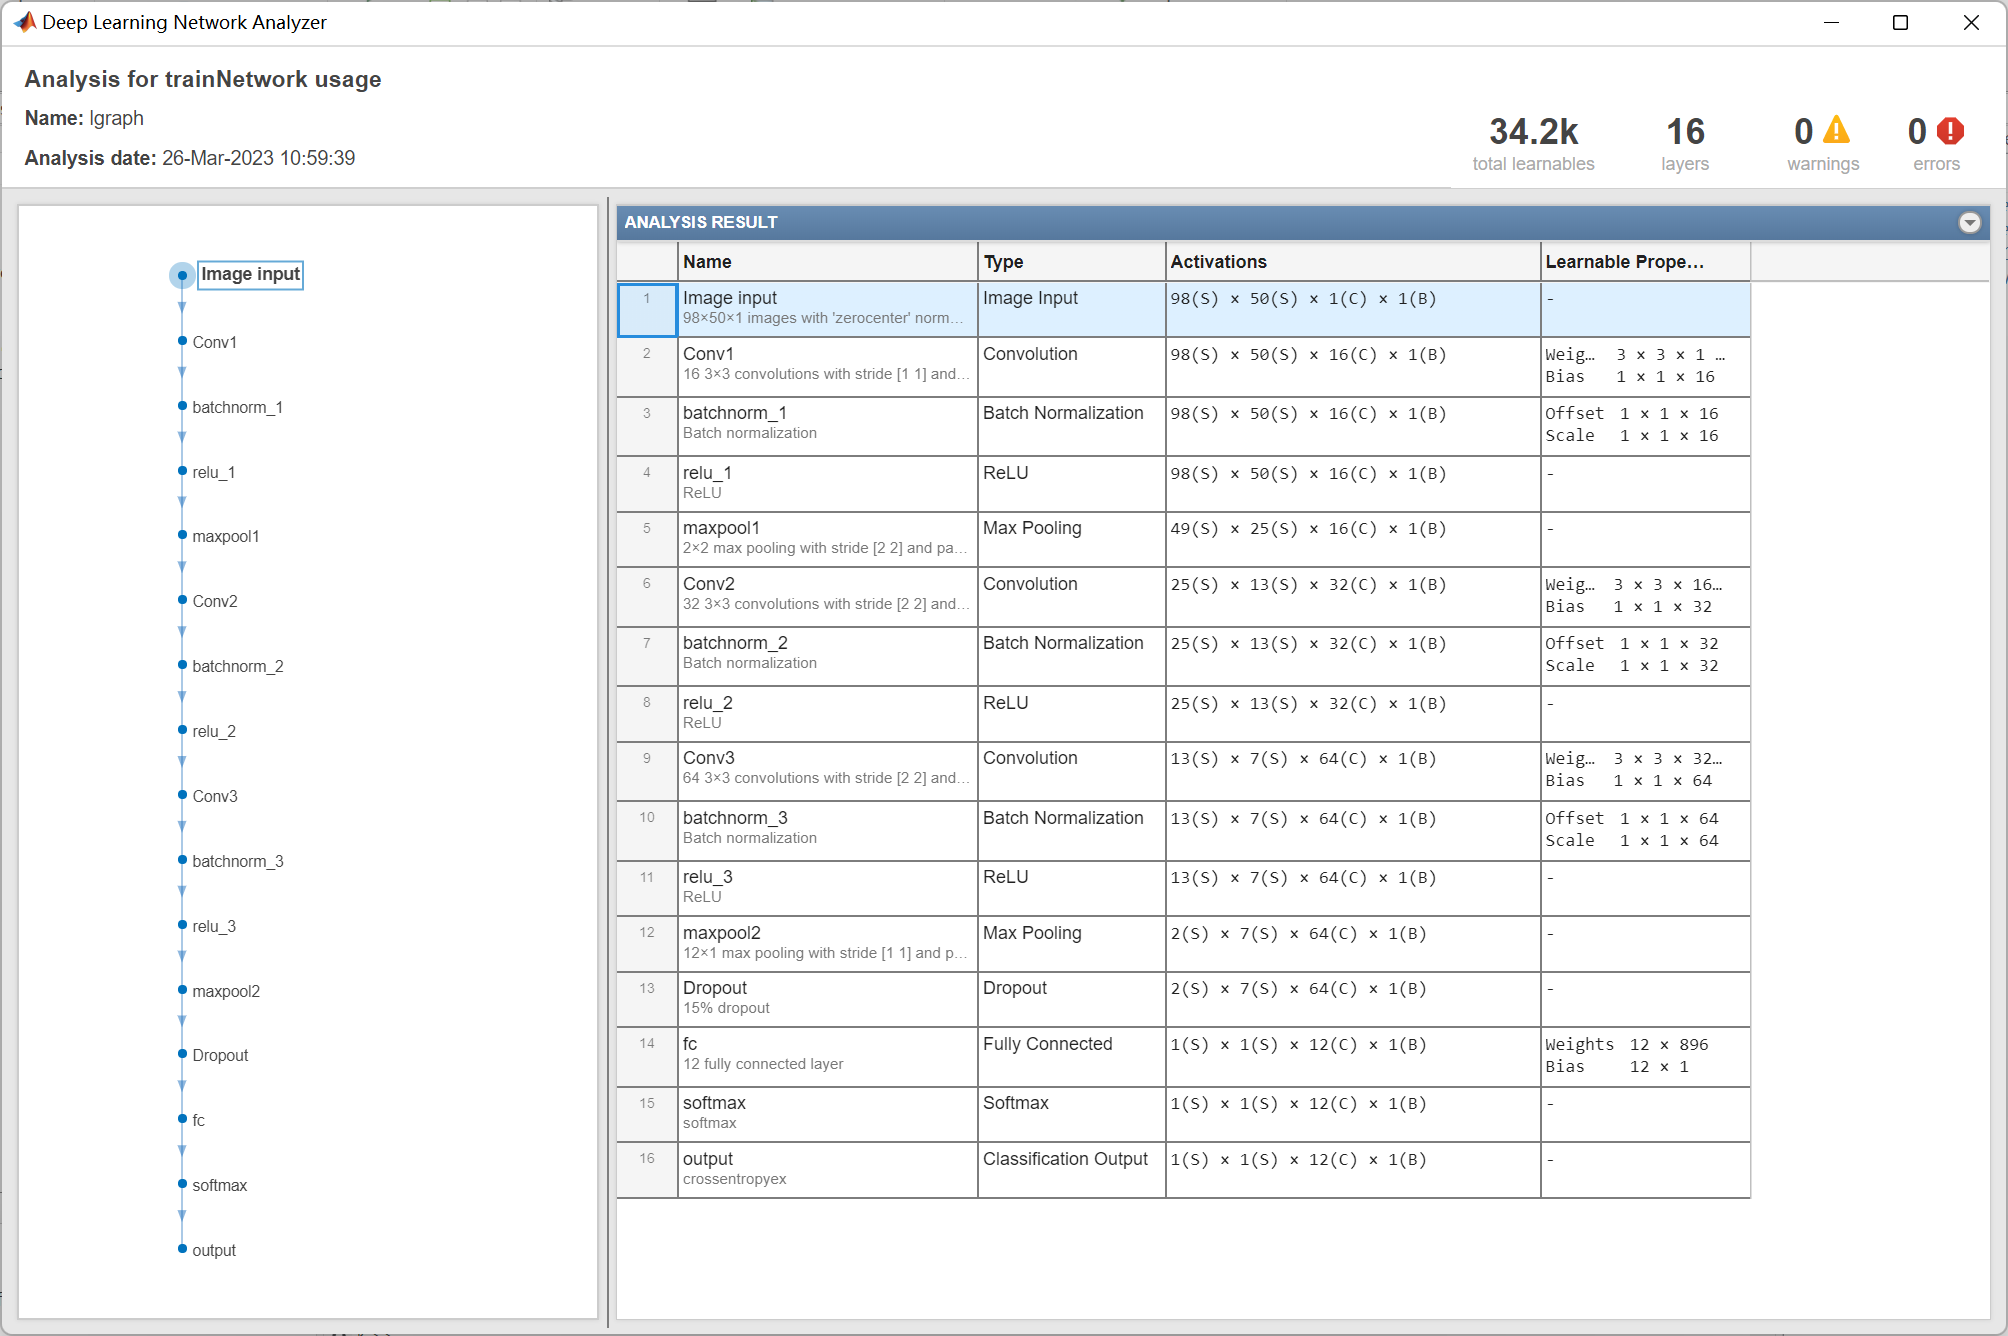 Deep Learning Network Analyzer
Analysis for trainNetwork usage
Name: lgraph
Analysis date: 26-Mar-2023 10:59:39
34.2k
total learnables
16
layers
0
warnings
0
errors
Image input
Conv1
batchnorm_1
relu_1
maxpool1
Conv2
batchnorm_2
relu_2
Conv3
batchnorm_3
relu_3
maxpool2
Dropout
fc
softmax
output
ANALYSIS RESULT
Name Type Activations Learnable Prope...
1 Image input Image Input 98(S) × 50(S) × 1(C) × 1(B) -
98×50×1 images with 'zerocenter' norm...
2 Conv1 Convolution 98(S) × 50(S) × 16(C) × 1(B) Weig... 3 × 3 × 1 ...
16 3×3 convolutions with stride [1 1] and... Bias 1 × 1 × 16
3 batchnorm_1 Batch Normalization 98(S) × 50(S) × 16(C) × 1(B) Offset 1 × 1 × 16
Batch normalization Scale 1 × 1 × 16
4 relu_1 ReLU 98(S) × 50(S) × 16(C) × 1(B) -
ReLU
5 maxpool1 Max Pooling 49(S) × 25(S) × 16(C) × 1(B) -
2×2 max pooling with stride [2 2] and pa...
6 Conv2 Convolution 25(S) × 13(S) × 32(C) × 1(B) Weig... 3 × 3 × 16...
32 3×3 convolutions with stride [2 2] and... Bias 1 × 1 × 32
7 batchnorm_2 Batch Normalization 25(S) × 13(S) × 32(C) × 1(B) Offset 1 × 1 × 32
Batch normalization Scale 1 × 1 × 32
8 relu_2 ReLU 25(S) × 13(S) × 32(C) × 1(B) -
ReLU
9 Conv3 Convolution 13(S) × 7(S) × 64(C) × 1(B) Weig... 3 × 3 × 32...
64 3×3 convolutions with stride [2 2] and... Bias 1 × 1 × 64
10 batchnorm_3 Batch Normalization 13(S) × 7(S) × 64(C) × 1(B) Offset 1 × 1 × 64
Batch normalization Scale 1 × 1 × 64
11 relu_3 ReLU 13(S) × 7(S) × 64(C) × 1(B) -
ReLU
12 maxpool2 Max Pooling 2(S) × 7(S) × 64(C) × 1(B) -
12×1 max pooling with stride [1 1] and p...
13 Dropout Dropout 2(S) × 7(S) × 64(C) × 1(B) -
15% dropout
14 fc Fully Connected 1(S) × 1(S) × 12(C) × 1(B) Weights 12 × 896
12 fully connected layer Bias 12 × 1
15 softmax Softmax 1(S) × 1(S) × 12(C) × 1(B) -
softmax
16 output Classification Output 1(S) × 1(S) × 12(C) × 1(B) -
crossentropyex